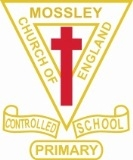 MOSSLEY
CHURCH OF ENGLAND
CONTROLLED SCHOOL
PRIMARY